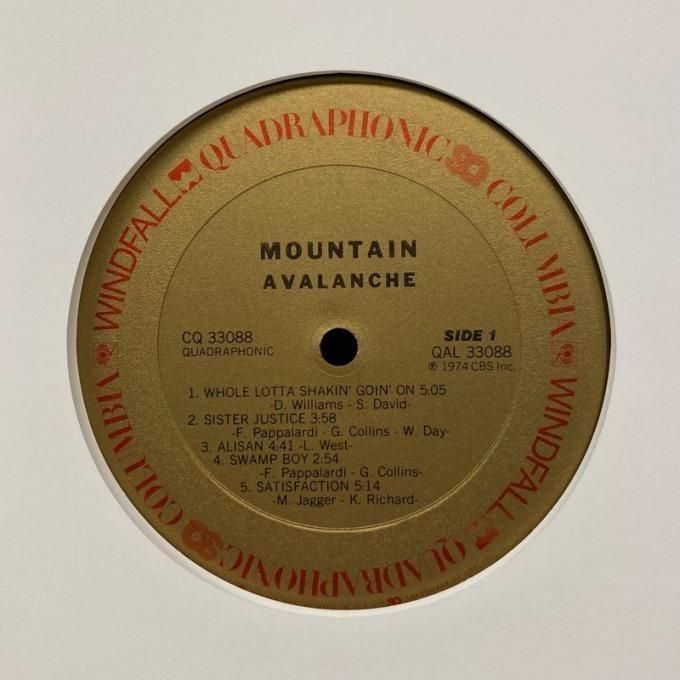 WINDFALL QUADRAPHONIC SQ COLUMBIA
WINDFALL QUADRAPHONIC SQ COLUMBIA
MOUNTAIN
AVALANCHE
CQ 33088
QUADRAPHONIC
SIDE 1
QAL 33088
℗ 1974 CBS Inc.
1. WHOLE LOTTA SHAKIN' GOIN' ON 5:05
-D. Williams - S. David-
2. SISTER JUSTICE 3:58
-F. Pappalardi - G. Collins - W. Day-
3. ALISAN 4:41 -L. West-
4. SWAMP BOY 2:54
-F. Pappalardi - G. Collins-
5. SATISFACTION 5:14
-M. Jagger - K. Richard-